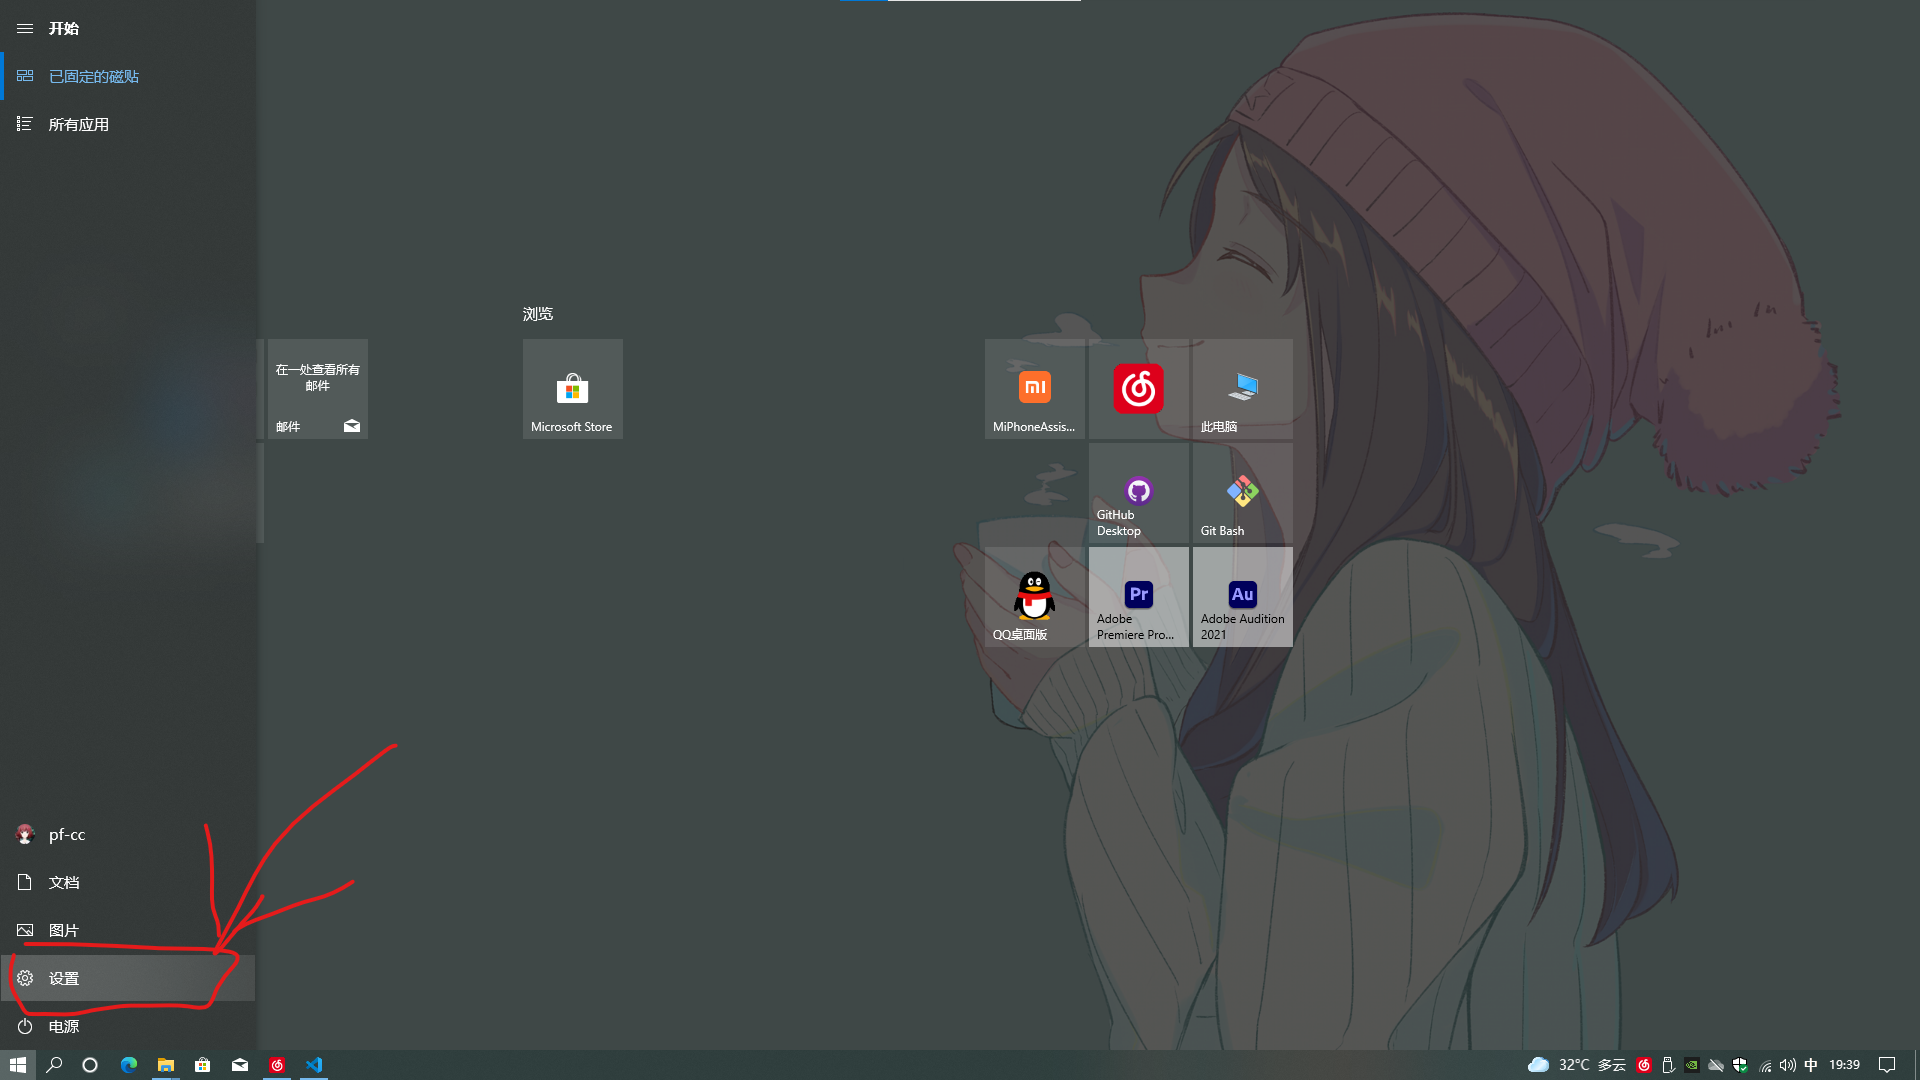 开始
已固定的磁贴
所有应用
浏览
在一处查看所有
邮件
邮件
Microsoft Store
MiPhoneAssis...
此电脑
GitHub
Desktop
Git Bash
QQ桌面版
Pr
Adobe
Premiere Pro...
Au
Adobe Audition
2021
pf-cc
文档
图片
设置
电源
32°C 多云
中
19:39